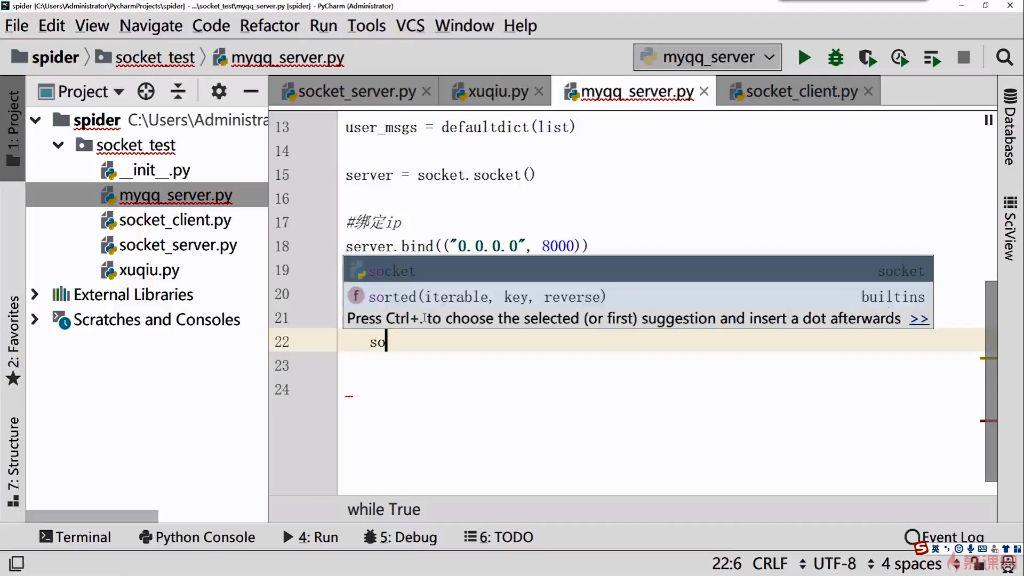 spider [C:\Users\Administrator\PycharmProjects\spider] - ...\socket_test\myqq_server.py [spider] - PyCharm (Administrator)
File Edit View Navigate Code Refactor Run Tools VCS Window Help
spider socket_test myqq_server.py myqq_server
Project socket_server.py xuqiu.py myqq_server.py socket_client.py
1: Project
2: Favorites
7: Structure
spider C:\Users\Administra
socket_test
__init__.py
myqq_server.py
socket_client.py
socket_server.py
xuqiu.py
External Libraries
Scratches and Consoles
13 user_msgs = defaultdict(list)
14
15 server = socket.socket()
16
17 #绑定ip
18 server.bind(("0.0.0.0", 8000))
19 socket socket
20 sorted(iterable, key, reverse) builtins
21 Press Ctrl+. to choose the selected (or first) suggestion and insert a dot afterwards >>
22 so
23
24
while True
Database
SciView
Terminal Python Console 4: Run 5: Debug 6: TODO Event Log
22:6 CRLF UTF-8 4 spaces
英